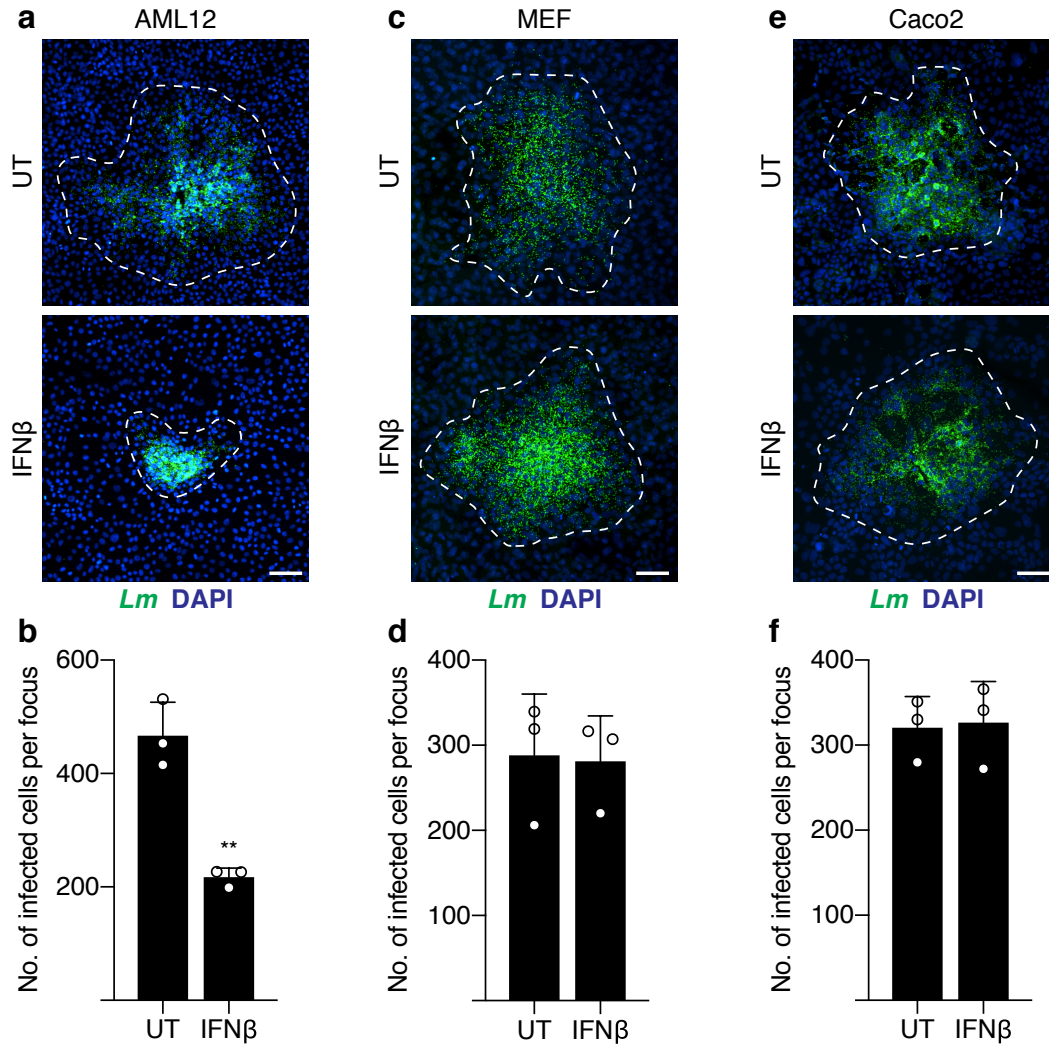 a AML12
UT
IFNβ
Lm DAPI
b
No. of infected cells per focus
600
400
200
**
UT IFNβ
c MEF
UT
IFNβ
Lm DAPI
d
No. of infected cells per focus
400
300
200
100
UT IFNβ
e Caco2
UT
IFNβ
Lm DAPI
f
No. of infected cells per focus
400
300
200
100
UT IFNβ